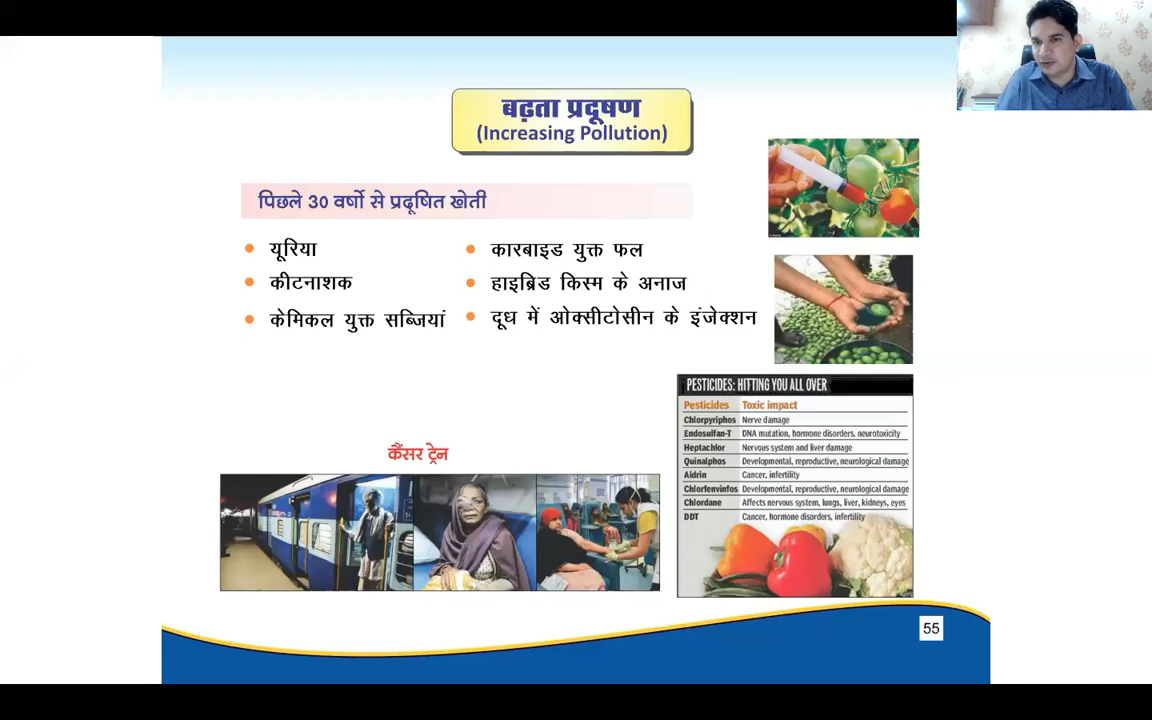 बढ़ता प्रदूषण
(Increasing Pollution)
पिछले 30 वर्षो से प्रदूषित खेती
• यूरिया
• कीटनाशक
• केमिकल युक्त सब्जियां
• कारबाइड युक्त फल
• हाइब्रिड किस्म के अनाज
• दूध में ओक्सीटोसीन के इंजेक्शन
PESTICIDES: HITTING YOU ALL OVER
Pesticides Toxic impact
Chlorpyriphos Nerve damage
Endosulfan-T DNA mutation, hormone disorders, neurotoxicity
Heptachlor Nervous system and liver damage
Quinalphos Developmental, reproductive, neurological damage
Aldrin Cancer, infertility
Chlorfenvinfos Developmental, reproductive, neurological damage
Chlordane Affects nervous system, lungs, liver, kidneys, eyes
DDT Cancer, hormone disorders, infertility
कैंसर ट्रेन
55